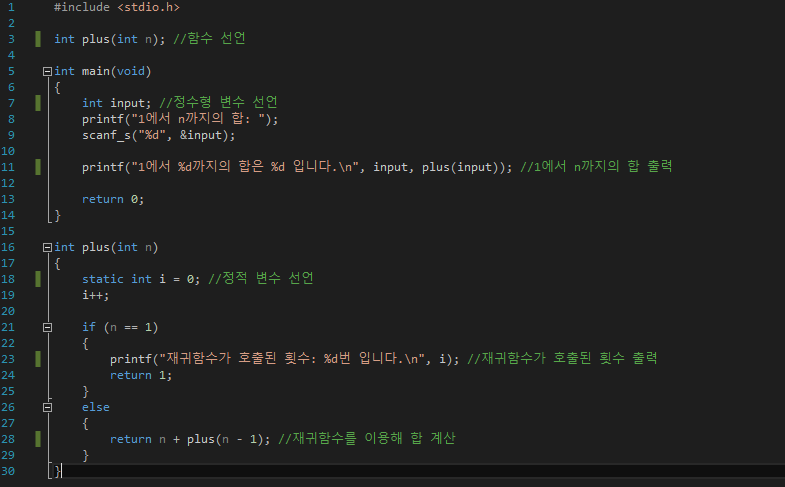 1 #include <stdio.h>
2
3 int plus(int n); //함수 선언
4
5 int main(void)
6 {
7 int input; //정수형 변수 선언
8 printf("1에서 n까지의 합: ");
9 scanf_s("%d", &input);
10
11 printf("1에서 %d까지의 합은 %d 입니다.\n", input, plus(input)); //1에서 n까지의 합 출력
12
13 return 0;
14 }
15
16 int plus(int n)
17 {
18 static int i = 0; //정적 변수 선언
19 i++;
20
21 if (n == 1)
22 {
23 printf("재귀함수가 호출된 횟수: %d번 입니다.\n", i); //재귀함수가 호출된 횟수 출력
24 return 1;
25 }
26 else
27 {
28 return n + plus(n - 1); //재귀함수를 이용해 합 계산
29 }
30 }